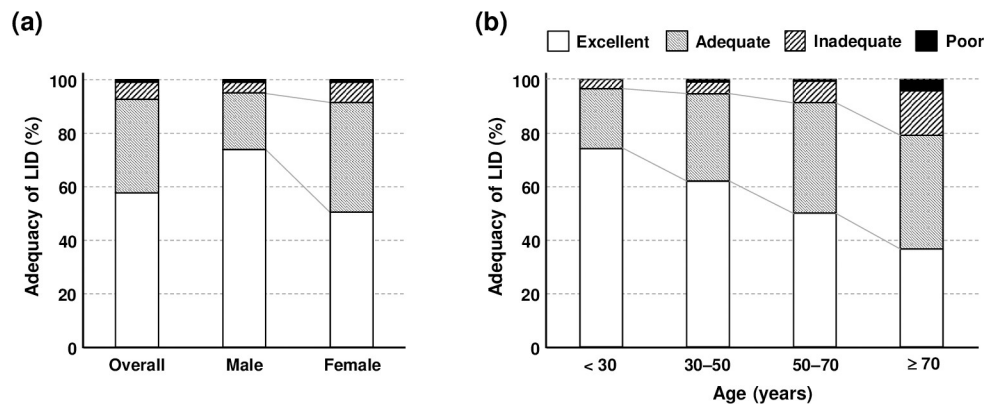 (a)
Adequacy of LID (%)
100
80
60
40
20
0
Overall Male Female
(b)
Excellent Adequate Inadequate Poor
Adequacy of LID (%)
100
80
60
40
20
0
< 30 30–50 50–70 ≥ 70
Age (years)